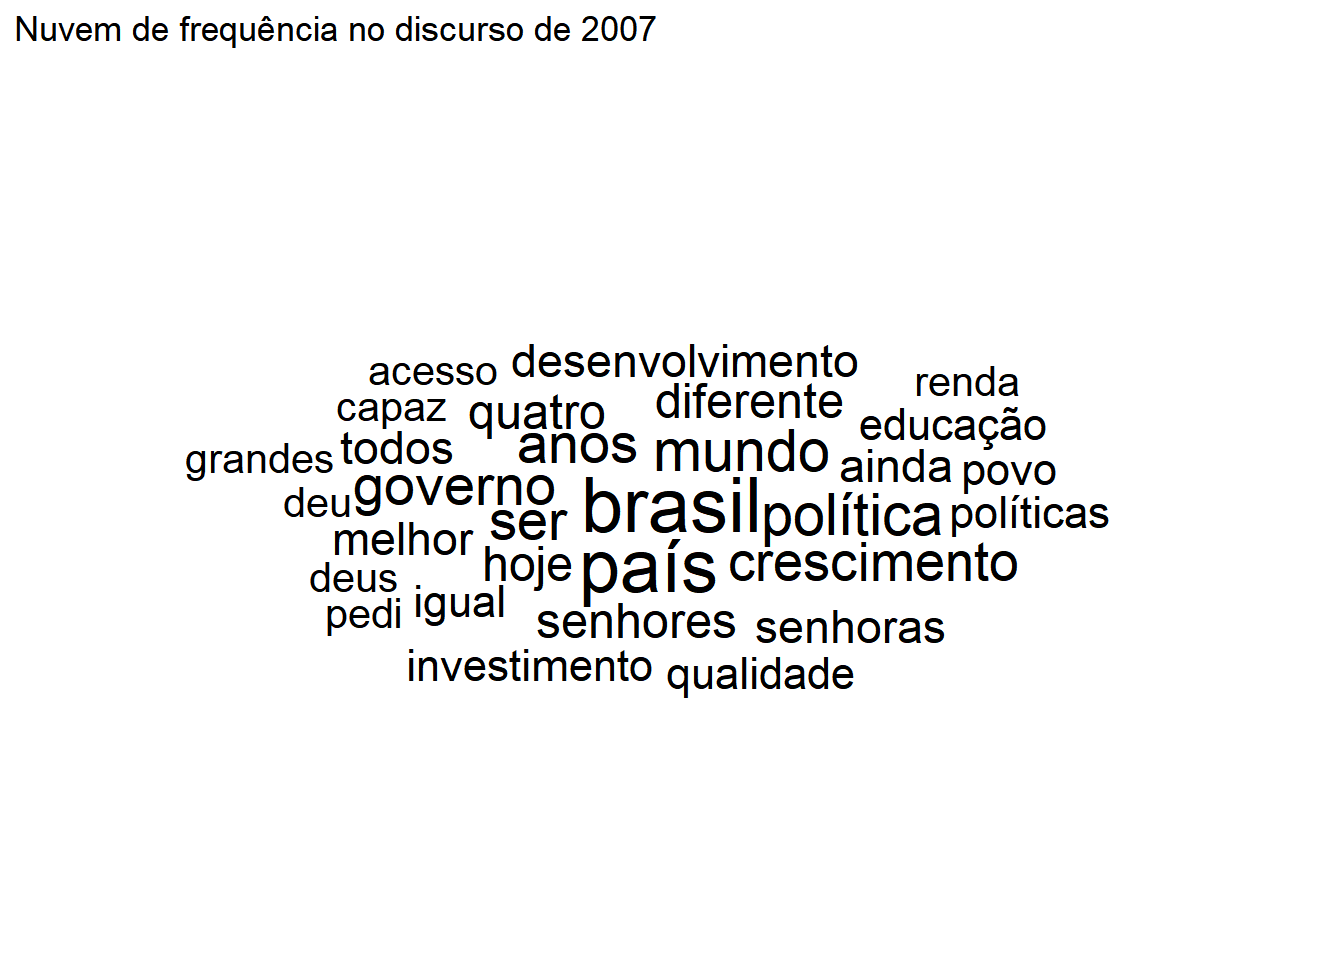 Nuvem de frequência no discurso de 2007
acesso desenvolvimento renda
capaz quatro diferente educação
grandes todos anos mundo ainda povo
deu governo ser brasil política políticas
melhor hoje país crescimento
deus
pedi igual senhores senhoras
investimento qualidade